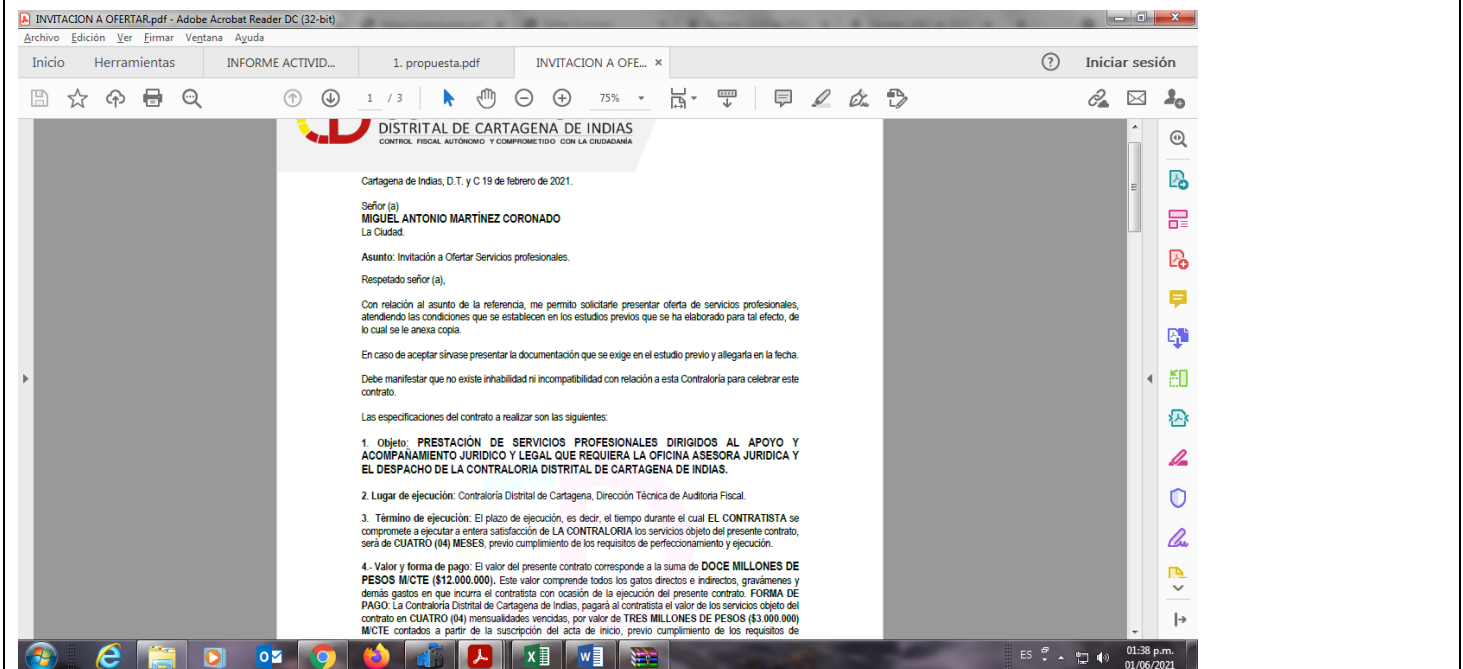 INVITACION A OFERTAR.pdf - Adobe Acrobat Reader DC (32-bit)
Archivo Edición Ver Firmar Ventana Ayuda
Inicio Herramientas INFORME ACTIVID... 1. propuesta.pdf INVITACION A OFE... × Iniciar sesión
1 / 3 75%
DISTRITAL DE CARTAGENA DE INDIAS
CONTROL FISCAL AUTÓNOMO Y COMPROMETIDO CON LA CIUDADANÍA
Cartagena de Indias, D.T. y C 19 de febrero de 2021.
Señor (a)
MIGUEL ANTONIO MARTÍNEZ CORONADO
La Ciudad.
Asunto: Invitación a Ofertar Servicios profesionales.
Respetado señor (a),
Con relación al asunto de la referencia, me permito solicitarle presentar oferta de servicios profesionales,
atendiendo las condiciones que se establecen en los estudios previos que se ha elaborado para tal efecto, de
lo cual se le anexa copia.
En caso de aceptar sírvase presentar la documentación que se exige en el estudio previo y allegarla en la fecha.
Debe manifestar que no existe inhabilidad ni incompatibilidad con relación a esta Contraloría para celebrar este
contrato.
Las especificaciones del contrato a realizar son las siguientes:
1. Objeto: PRESTACIÓN DE SERVICIOS PROFESIONALES DIRIGIDOS AL APOYO Y
ACOMPAÑAMIENTO JURIDICO Y LEGAL QUE REQUIERA LA OFICINA ASESORA JURIDICA Y
EL DESPACHO DE LA CONTRALORIA DISTRITAL DE CARTAGENA DE INDIAS.
2. Lugar de ejecución: Contraloría Distrital de Cartagena, Dirección Técnica de Auditoria Fiscal.
3. Término de ejecución: El plazo de ejecución, es decir, el tiempo durante el cual EL CONTRATISTA se
compromete a ejecutar a entera satisfacción de LA CONTRALORIA los servicios objeto del presente contrato,
será de CUATRO (04) MESES, previo cumplimiento de los requisitos de perfeccionamiento y ejecución.
4.- Valor y forma de pago: El valor del presente contrato corresponde a la suma de DOCE MILLONES DE
PESOS M/CTE ($12.000.000). Este valor comprende todos los gatos directos e indirectos, gravámenes y
demás gastos en que incurra el contratista con ocasión de la ejecución del presente contrato. FORMA DE
PAGO: La Contraloría Distrital de Cartagena de Indias, pagará al contratista el valor de los servicios objeto del
contrato en CUATRO (04) mensualidades vencidas, por valor de TRES MILLONES DE PESOS ($3.000.000)
M/CTE contados a partir de la suscripción del acta de inicio, previo cumplimiento de los requisitos de
ES 01:38 p.m.
01/06/2021